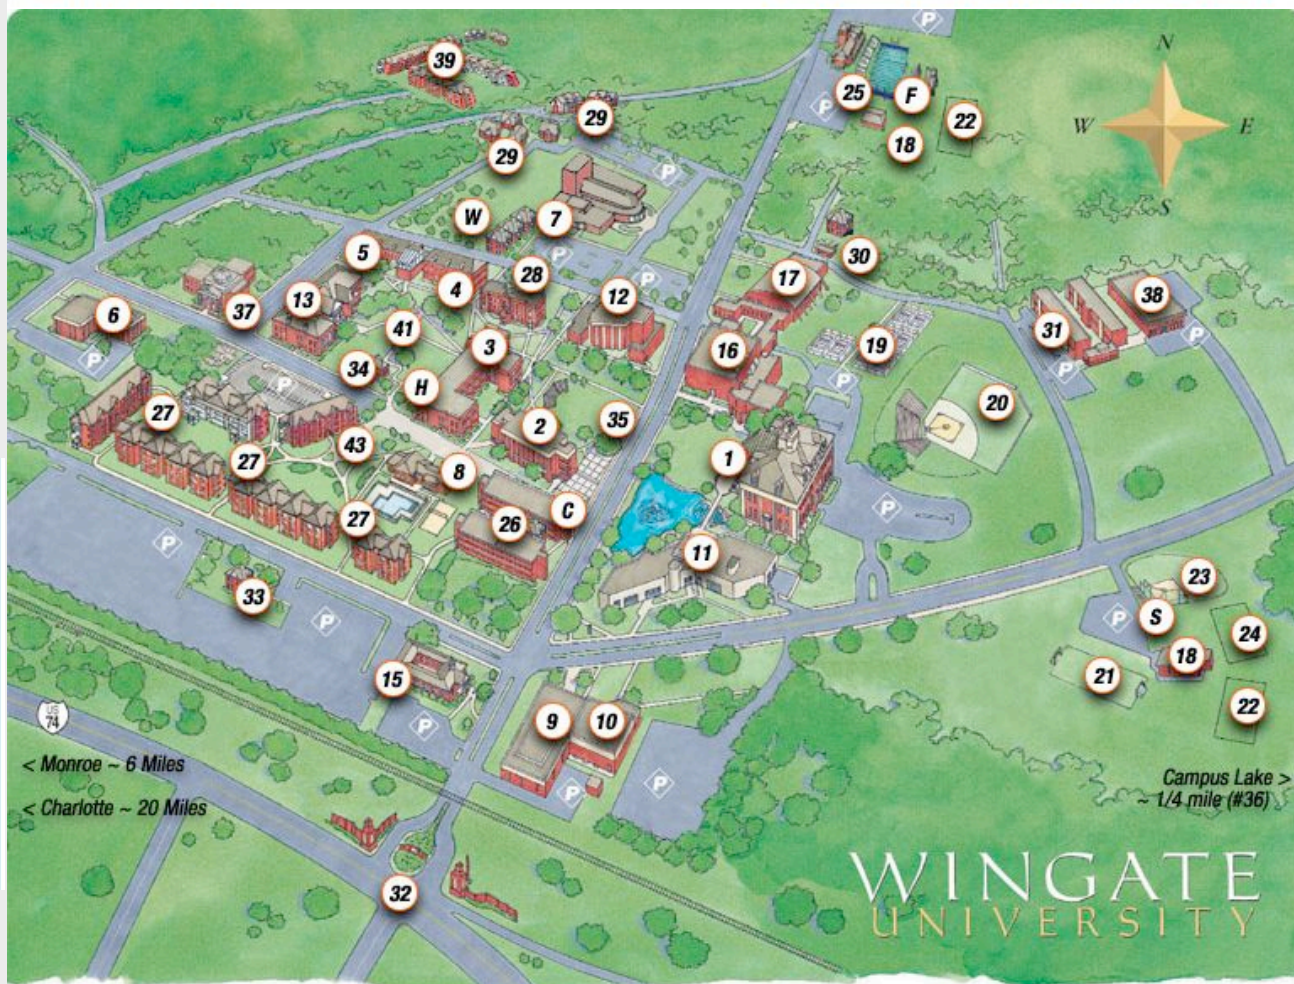 P
39
N
25
F
P
29
22
W
E
18
29
P
S
W
7
5
P
30
28
P
17
4
38
13
12
37
6
41
31
P
3
19
16
34
P
P
P
P
H
20
27
35
2
43
1
27
8
P
C
27
26
P
11
23
33
S
P
P
24
18
21
15
22
US
74
9
10
P
< Monroe ~ 6 Miles
Campus Lake >
~ 1/4 mile (#36)
P
P
< Charlotte ~ 20 Miles
WINGATE
UNIVERSITY
32